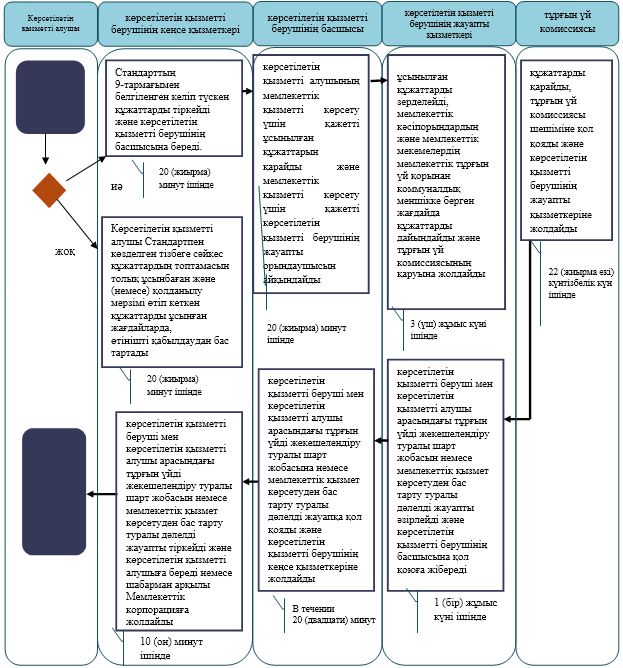 Көрсетілетін
қызметті алушы
көрсетілетін қызметті
берушінің кеңсе қызметкері
көрсетілетін қызметті
берушінің басшысы
көрсетілетін қызметті
берушінің жауапты
қызметкері
тұрғын үй
комиссиясы
Стандарттың
9-тармағымен
белгіленген келіп түскен
құжаттарды тіркейді
және көрсетілетін
қызметті берушінің
басшысына береді.
20 (жиырма)
минут ішінде
иә
жоқ
Көрсетілетін қызметті
алушы Стандартпен
көзделген тізбеге сәйкес
құжаттардың топтамасын
толық ұсынбаған және
(немесе) қолданылу
мерзімі өтіп кеткен
құжаттарды ұсынған
жағдайларда,
өтінішті қабылдаудан бас
тартады
20 (жиырма)
минут ішінде
көрсетілетін
қызметті алушының
мемлекеттік
қызметті көрсету
үшін қажетті
ұсынылған
құжаттарын
қарайды және
мемлекеттік
қызметті көрсету
үшін қажетті
көрсетілетін
қызметті берушінің
жауапты
орындаушысын
айқындайды
20 (жиырма) минут
ішінде
ұсынылған
құжаттарды
зерделейді,
мемлекеттік
кәсіпорындардың
және мемлекеттік
мекемелердің
мемлекеттік тұрғын
үй қорынан
коммуналдық
меншікке берген
жағдайда
құжаттарды
дайындайды және
тұрғын үй
комиссиясының
қаруына жолдайды
3 (үш) жұмыс күні
ішінде
құжаттарды
қарайды,
тұрғын үй
комиссиясы
шешіміне қол
қояды және
көрсетілетін
қызметті
берушінің
жауапты
қызметкеріне
жолдайды
22 (жиырма екі)
күнтізбелік күн
ішінде
көрсетілетін
қызметті беруші мен
көрсетілетін
қызметті алушы
арасындағы тұрғын
үйді жекешелендіру
туралы шарт
жобасын немесе
мемлекеттік қызмет
көрсетуден бас
тарту туралы
дәлелді жауапты
әзірлейді және
көрсетілетін
қызметті берушінің
басшысына қол
қоюға жібереді
1 (бір) жұмыс
күні ішінде
көрсетілетін
қызметті беруші мен
көрсетілетін
қызметті алушы
арасындағы тұрғын
үйді жекешелендіру
туралы шарт
жобасына немесе
мемлекеттік қызмет
көрсетуден бас
тарту туралы
дәлелді жауапқа қол
қояды және
көрсетілетін
қызметті берушінің
кеңсе қызметкеріне
жолдайды
В течении
20 (двадцати) минут
көрсетілетін қызметті
беруші мен
көрсетілетін қызметті
алушы арасындағы
тұрғын үйді
жекешелендіру туралы
шарт жобасын немесе
мемлекеттік қызмет
көрсетуден бас тарту
туралы дәлелді
жауапты тіркейді және
көрсетілетін қызметті
алушыға береді немесе
шабарман арқылы
Мемлекеттік
корпорацияға
жолдайды
10 (он) минут
ішінде